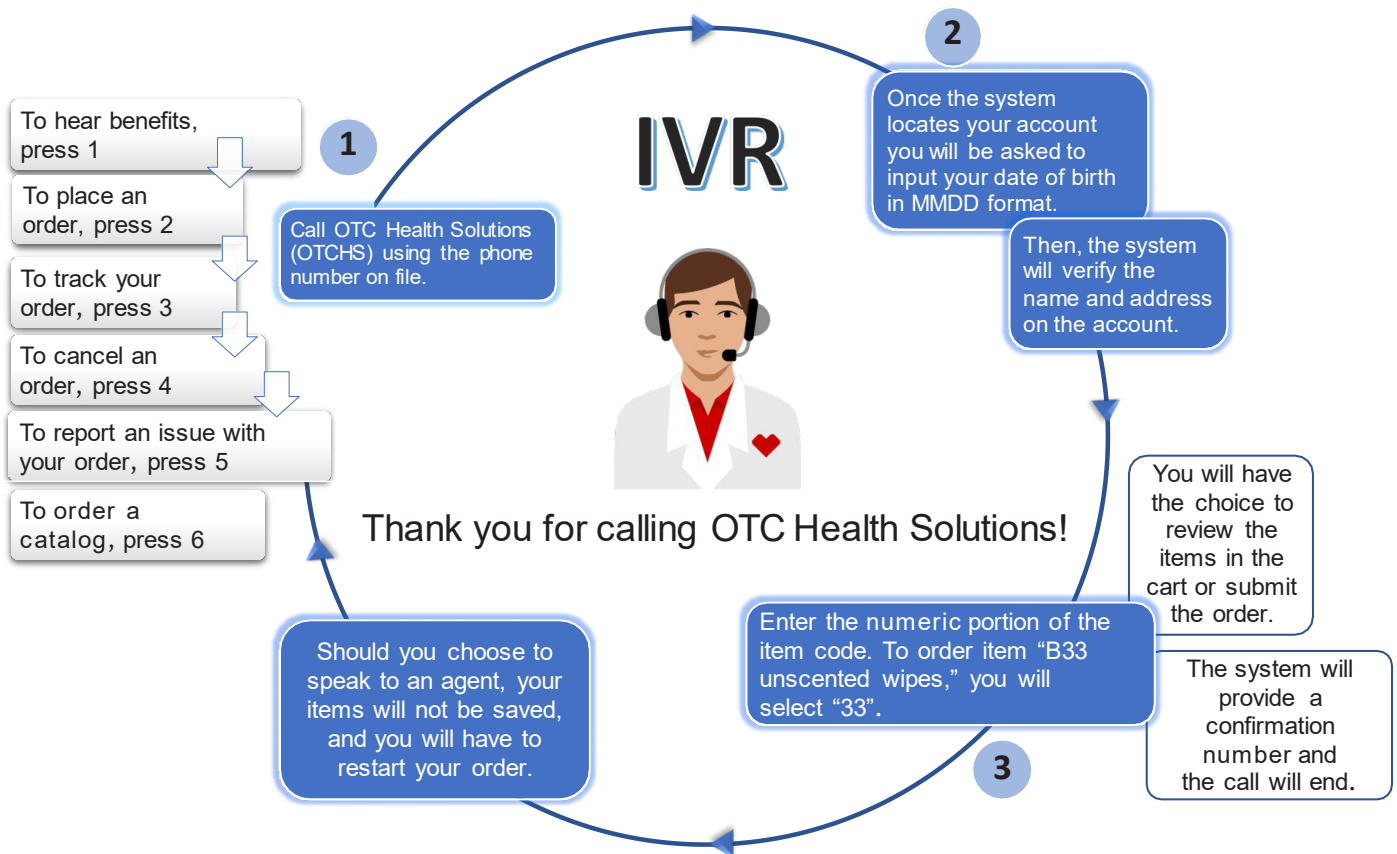 IVR
1
Call OTC Health Solutions
(OTCHS) using the phone
number on file.
To hear benefits,
press 1
To place an
order, press 2
To track your
order, press 3
To cancel an
order, press 4
To report an issue with
your order, press 5
To order a
catalog, press 6
2
Once the system
locates your account
you will be asked to
input your date of birth
in MMDD format.
Then, the system
will verify the
name and address
on the account.
Thank you for calling OTC Health Solutions!
3
Enter the numeric portion of the
item code. To order item “B33
unscented wipes,” you will
select “33”.
You will have
the choice to
review the
items in the
cart or submit
the order.
The system will
provide a
confirmation
number and
the call will end.
Should you choose to
speak to an agent, your
items will not be saved,
and you will have to
restart your order.